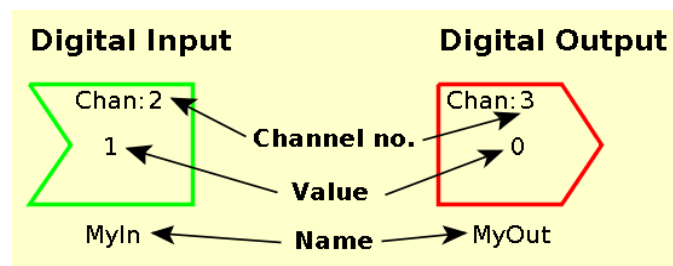 Digital Input
Digital Output
Chan: 2
Chan: 3
Channel no.
1
0
Value
MyIn
Name
MyOut